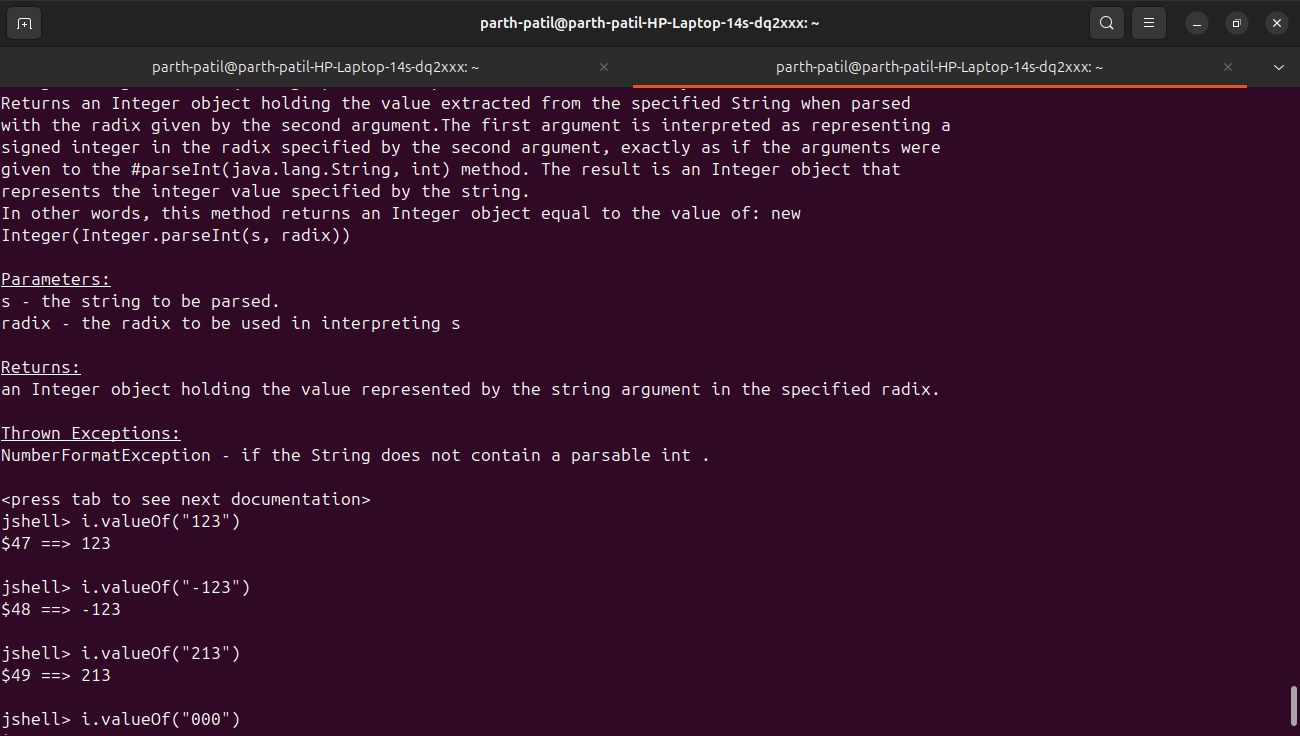 parth-patil@parth-patil-HP-Laptop-14s-dq2xxx: ~
parth-patil@parth-patil-HP-Laptop-14s-dq2xxx: ~
parth-patil@parth-patil-HP-Laptop-14s-dq2xxx: ~
Returns an Integer object holding the value extracted from the specified String when parsed
with the radix given by the second argument.The first argument is interpreted as representing a
signed integer in the radix specified by the second argument, exactly as if the arguments were
given to the #parseInt(java.lang.String, int) method. The result is an Integer object that
represents the integer value specified by the string.
In other words, this method returns an Integer object equal to the value of: new
Integer(Integer.parseInt(s, radix))
Parameters:
s - the string to be parsed.
radix - the radix to be used in interpreting s
Returns:
an Integer object holding the value represented by the string argument in the specified radix.
Thrown Exceptions:
NumberFormatException - if the String does not contain a parsable int .
<press tab to see next documentation>
jshell> i.valueOf("123")
$47 ==> 123
jshell> i.valueOf("-123")
$48 ==> -123
jshell> i.valueOf("213")
$49 ==> 213
jshell> i.valueOf("000")